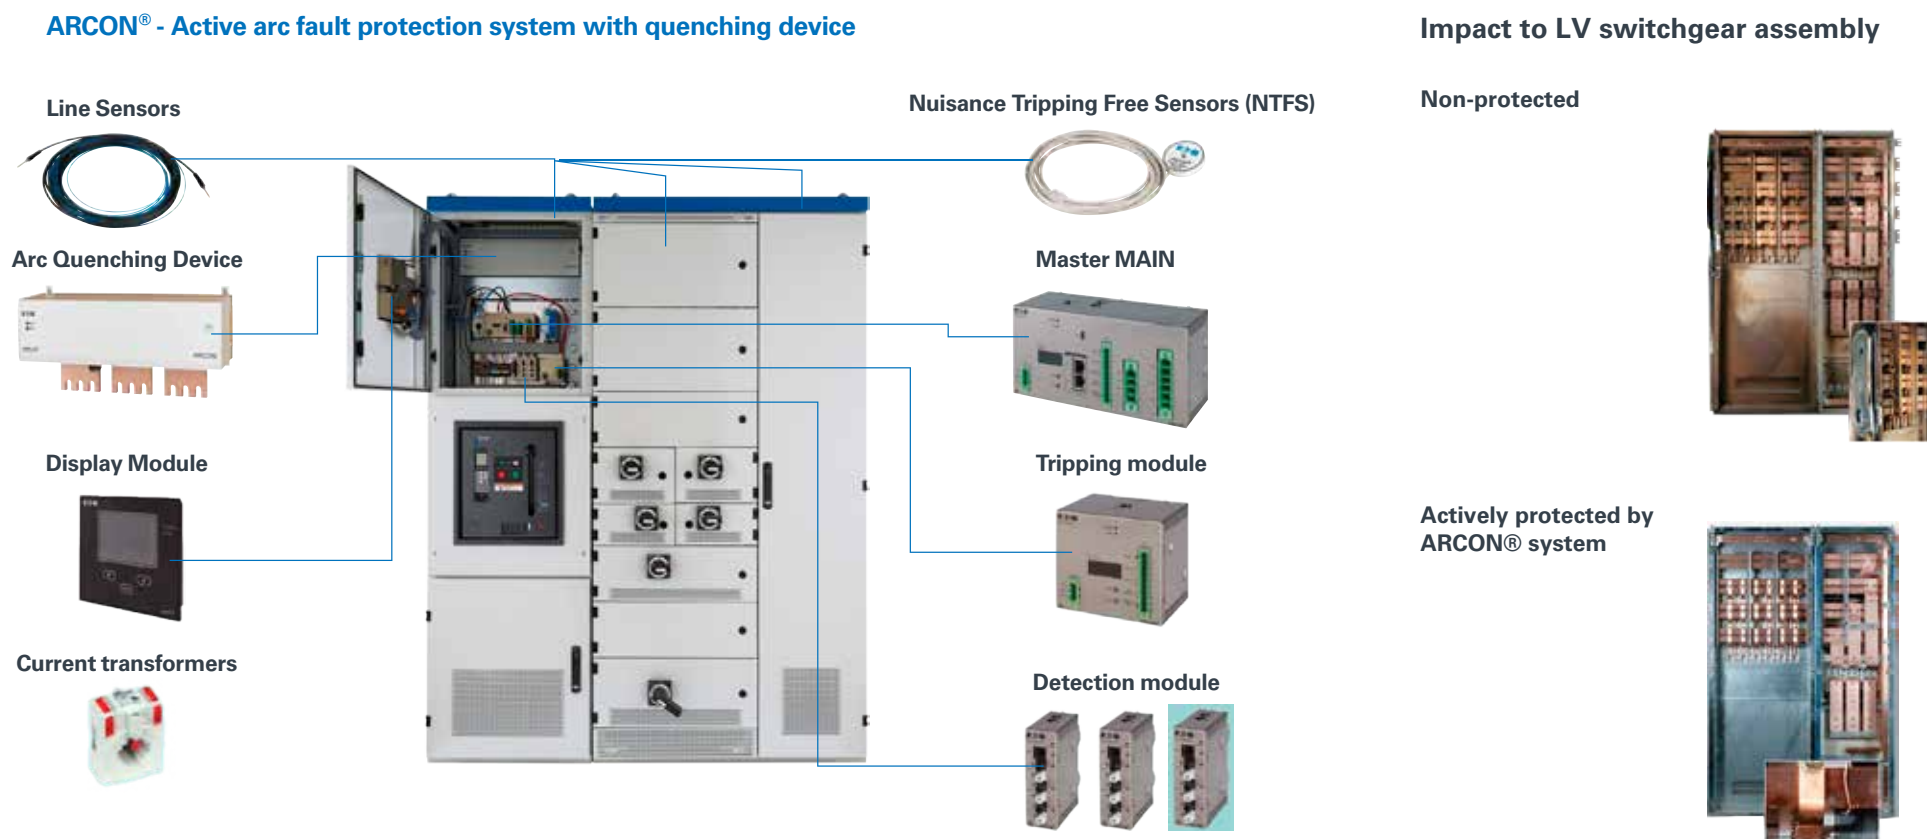 ARCON® - Active arc fault protection system with quenching device
Impact to LV switchgear assembly
Line Sensors
Nuisance Tripping Free Sensors (NTFS)
Non-protected
Arc Quenching Device
Master MAIN
Display Module
Tripping module
Actively protected by
ARCON® system
Current transformers
Detection module
EATON
ARCON